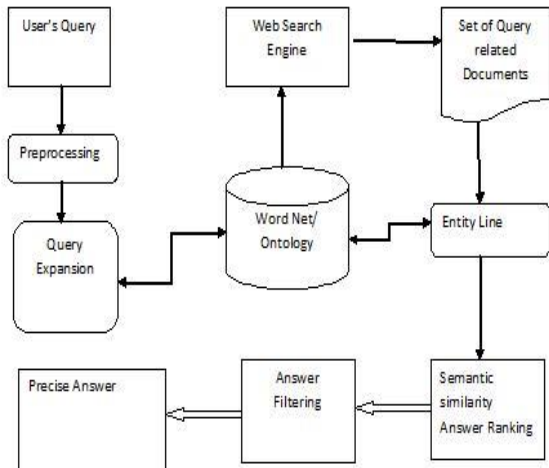 User's Query
Web Search
Engine
Set of Query
related
Documents
Preprocessing
Query
Expansion
Word Net/
Ontology
Entity Line
Precise Answer
Answer
Filtering
Semantic
similarity
Answer Ranking